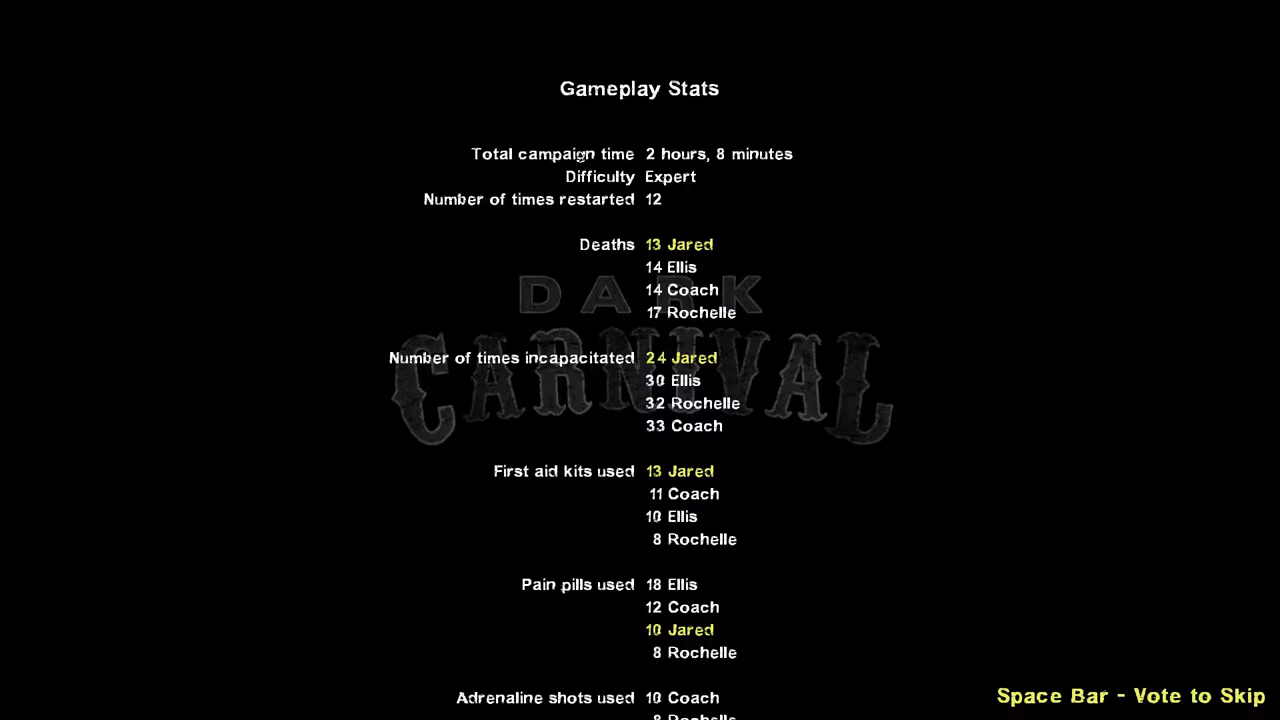 Gameplay Stats
Total campaign time 2 hours, 8 minutes
Difficulty Expert
Number of times restarted 12
Deaths 13 Jared
14 Ellis
14 Coach
DARK
17 Rochelle
CARNIVAL
Number of times incapacitated 24 Jared
30 Ellis
32 Rochelle
33 Coach
First aid kits used 13 Jared
11 Coach
10 Ellis
8 Rochelle
Pain pills used 18 Ellis
12 Coach
10 Jared
8 Rochelle
Adrenaline shots used 10 Coach
8 Rochelle
Space Bar - Vote to Skip